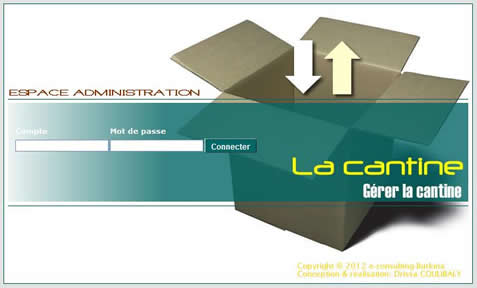 ESPACE ADMINISTRATION
Compte
Mot de passe
Connecter
La cantine
Gérer la cantine
Copyright © 2012 e-consulting-Burkina
Conception & réalisation: Drissa COULIBALY